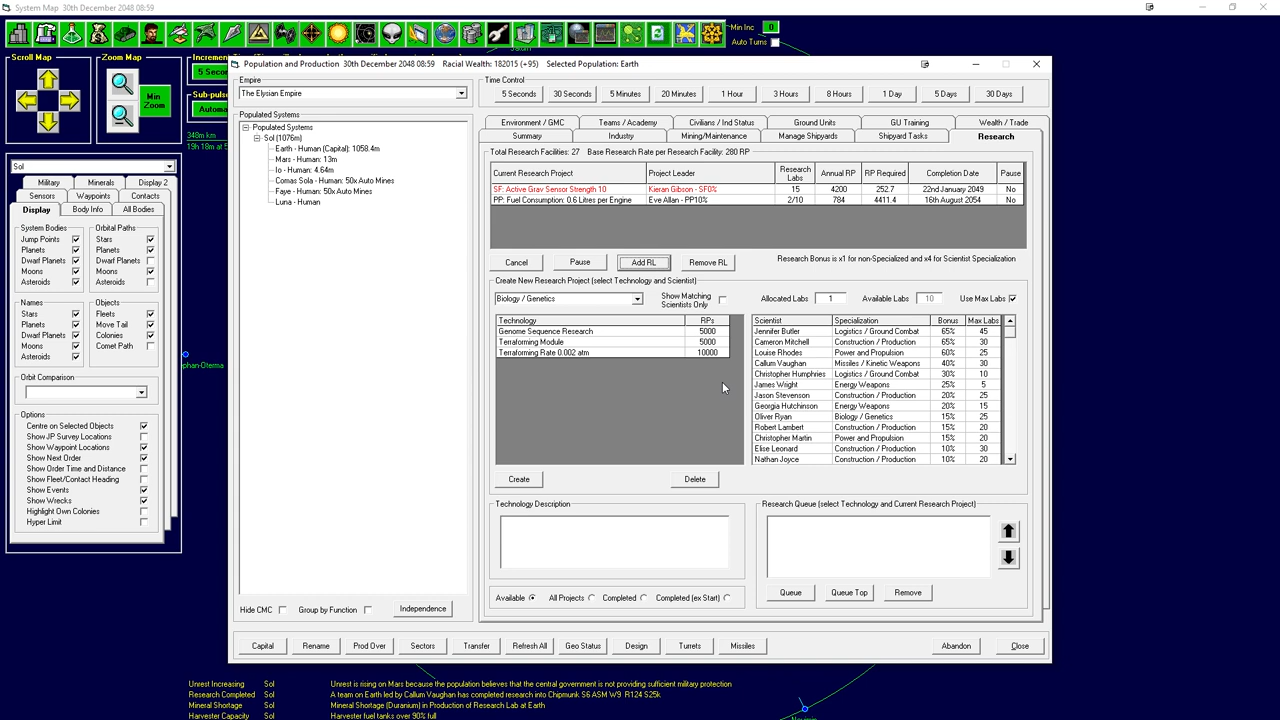 System Map 30th December 2048 08:59
Min Inc 0
Auto Turns
Scroll Map
Zoom Map
Min
Zoom
Population and Production 30th December 2048 08:59 Racial Wealth: 182015 (+95) Selected Population: Earth
Empire
The Elysian Empire
Time Control
5 Seconds 30 Seconds 5 Minutes 20 Minutes 1 Hour 3 Hours 8 Hours 1 Day 5 Days 30 Days
Populated Systems
Populated Systems
Sol (1076m)
Earth - Human (Capital): 1058.4m
Mars - Human: 13m
Io - Human: 4.64m
Comas Sola - Human: 50x Auto Mines
Faye - Human: 50x Auto Mines
Luna - Human
Environment / GMC Teams / Academy Civilians / Ind Status Ground Units GU Training Wealth / Trade
Summary Industry Mining/Maintenance Manage Shipyards Shipyard Tasks Research
Total Research Facilities: 27 Base Research Rate per Research Facility: 280 RP
Current Research Project Project Leader Research Labs Annual RP RP Required Completion Date Pause
SF: Active Grav Sensor Strength 10 Kieran Gibson - SF0% 15 4200 252.7 22nd January 2049 No
PP: Fuel Consumption: 0.6 Litres per Engine Eve Allan - PP10% 2/10 784 4411.4 16th August 2054 No
Cancel Pause Add RL Remove RL
Research Bonus is x1 for non-Specialized and x4 for Scientist Specialization
Create New Research Project (select Technology and Scientist)
Biology / Genetics
Show Matching
Scientists Only
Allocated Labs 1 Available Labs 10 Use Max Labs
Technology RPs
Genome Sequence Research 5000
Terraforming Module 5000
Terraforming Rate 0.002 atm 10000
Scientist Specialization Bonus Max Labs
Jennifer Butler Logistics / Ground Combat 65% 45
Cameron Mitchell Construction / Production 65% 30
Louise Rhodes Power and Propulsion 60% 25
Callum Vaughan Missiles / Kinetic Weapons 40% 30
Christopher Humphries Logistics / Ground Combat 30% 10
James Wright Energy Weapons 25% 5
Jason Stevenson Construction / Production 20% 25
Georgia Hutchinson Energy Weapons 20% 15
Oliver Ryan Biology / Genetics 15% 25
Robert Lambert Construction / Production 15% 20
Christopher Martin Power and Propulsion 15% 20
Elise Leonard Construction / Production 10% 30
Nathan Joyce Construction / Production 10% 20
Create Delete
Technology Description
Research Queue (select Technology and Current Research Project)
Available All Projects Completed Completed (ex Start)
Queue Queue Top Remove
Hide CMC Group by Function Independence
Capital Rename Prod Over Sectors Transfer Refresh All Geo Status Design Turrets Missiles Abandon Close
Increment
5 Seco
Sub-pulse
Automa
348m km
19h 18m at 5
Sol
Military Minerals Display 2
Sensors Waypoints Contacts
Display Body Info All Bodies
System Bodies
Jump Points
Planets
Dwarf Planets
Moons
Asteroids
Orbital Paths
Stars
Planets
Dwarf Planets
Moons
Asteroids
Names
Stars
Planets
Dwarf Planets
Moons
Asteroids
Objects
Fleets
Move Tail
Colonies
Comet Path
Orbit Comparison
Options
Centre on Selected Objects
Show JP Survey Locations
Show Waypoint Locations
Show Next Order
Show Order Time and Distance
Show Fleet/Contact Heading
Show Events
Show Wrecks
Highlight Own Colonies
Hyper Limit
phan-Oterma
Unrest Increasing Sol Unrest is rising on Mars because the population believes that the central government is not providing sufficient military protection
Research Completed Sol A team on Earth led by Callum Vaughan has completed research into Chipmunk S6 ASM W9 R124 S25k
Mineral Shortage Sol Mineral Shortage (Duranium) in Production of Research Lab at Earth
Harvester Capacity Sol Harvester fuel tanks over 90% full